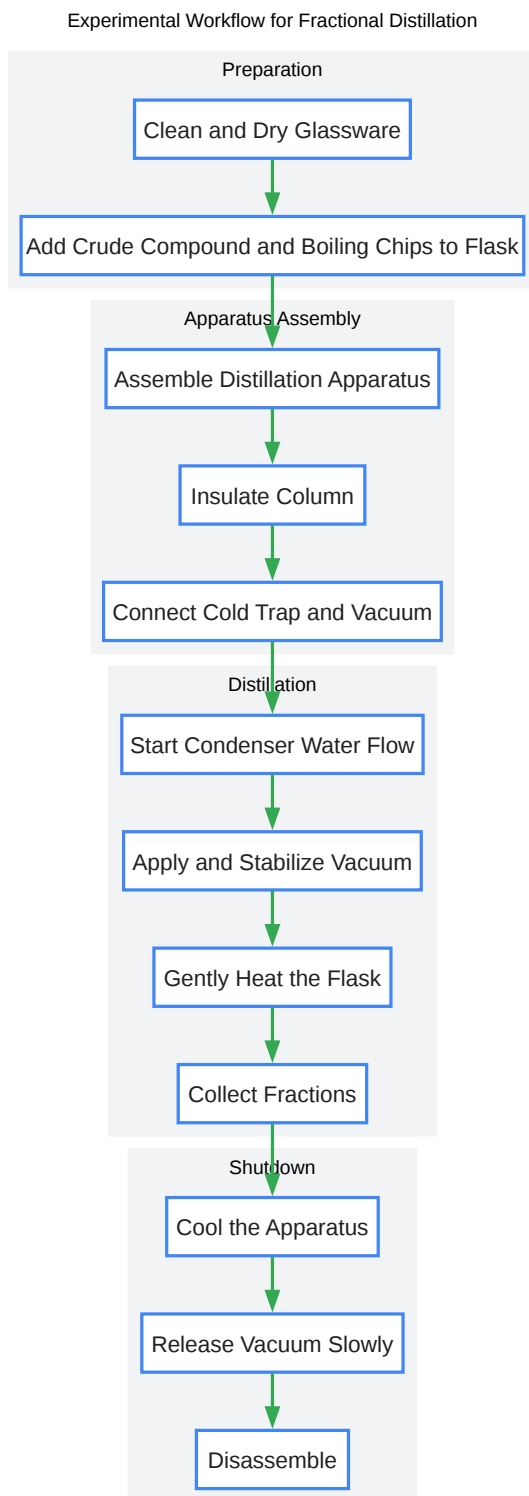 Experimental Workflow for Fractional Distillation
Preparation
Clean and Dry Glassware
Add Crude Compound and Boiling Chips to Flask
Apparatus Assembly
Assemble Distillation Apparatus
Insulate Column
Connect Cold Trap and Vacuum
Distillation
Start Condenser Water Flow
Apply and Stabilize Vacuum
Gently Heat the Flask
Collect Fractions
Shutdown
Cool the Apparatus
Release Vacuum Slowly
Disassemble